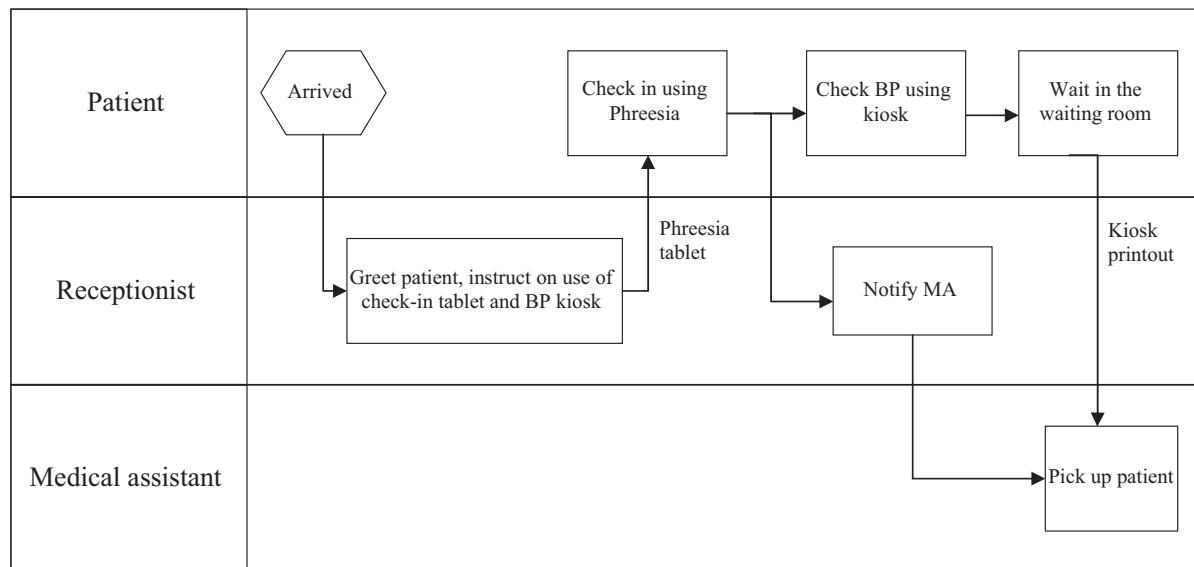 Patient
Arrived
Check in using
Phreesia
Check BP using
kiosk
Wait in the
waiting room
Receptionist
Greet patient, instruct on use of
check-in tablet and BP kiosk
Phreesia
tablet
Notify MA
Kiosk
printout
Medical assistant
Pick up patient